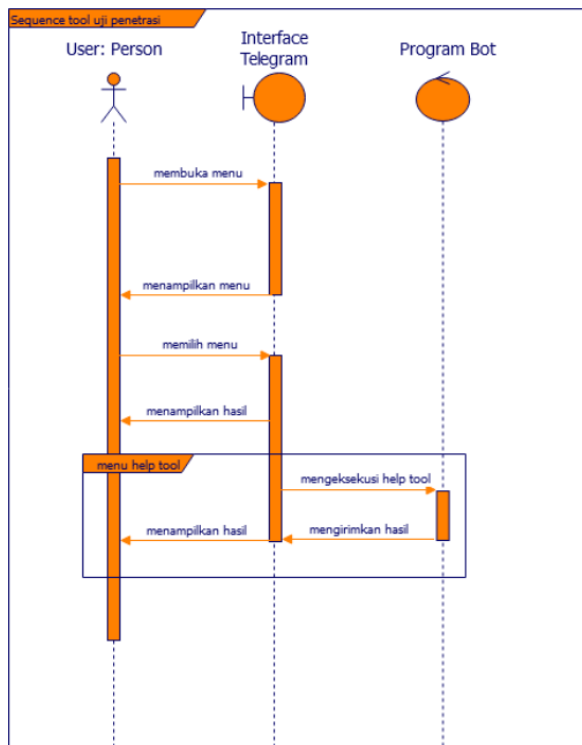 Sequence tool uji penetrasi
User: Person
Interface
Telegram
Program Bot
membuka menu
menampilkan menu
memilih menu
menampilkan hasil
menu help tool
mengeksekusi help tool
menampilkan hasil
mengirimkan hasil